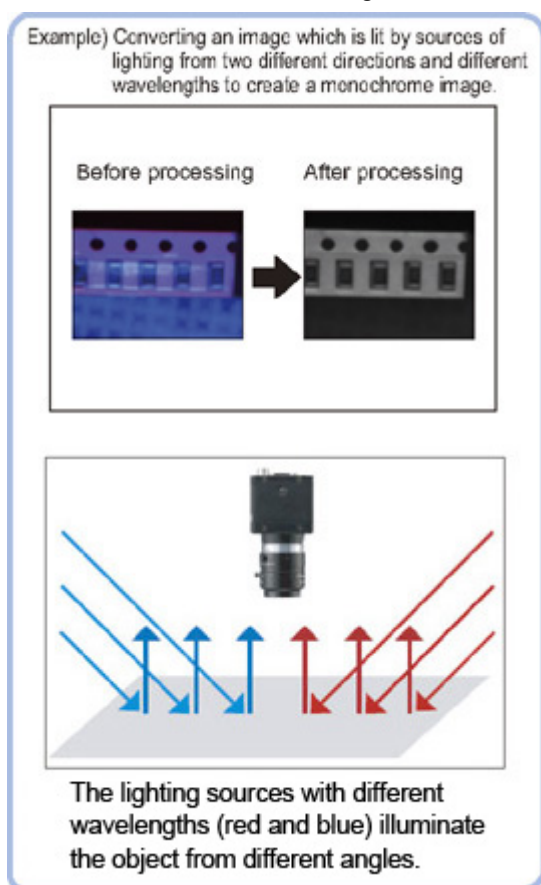 Example) Converting an image which is lit by sources of
lighting from two different directions and different
wavelengths to create a monochrome image.
Before processing
After processing
The lighting sources with different
wavelengths (red and blue) illuminate
the object from different angles.